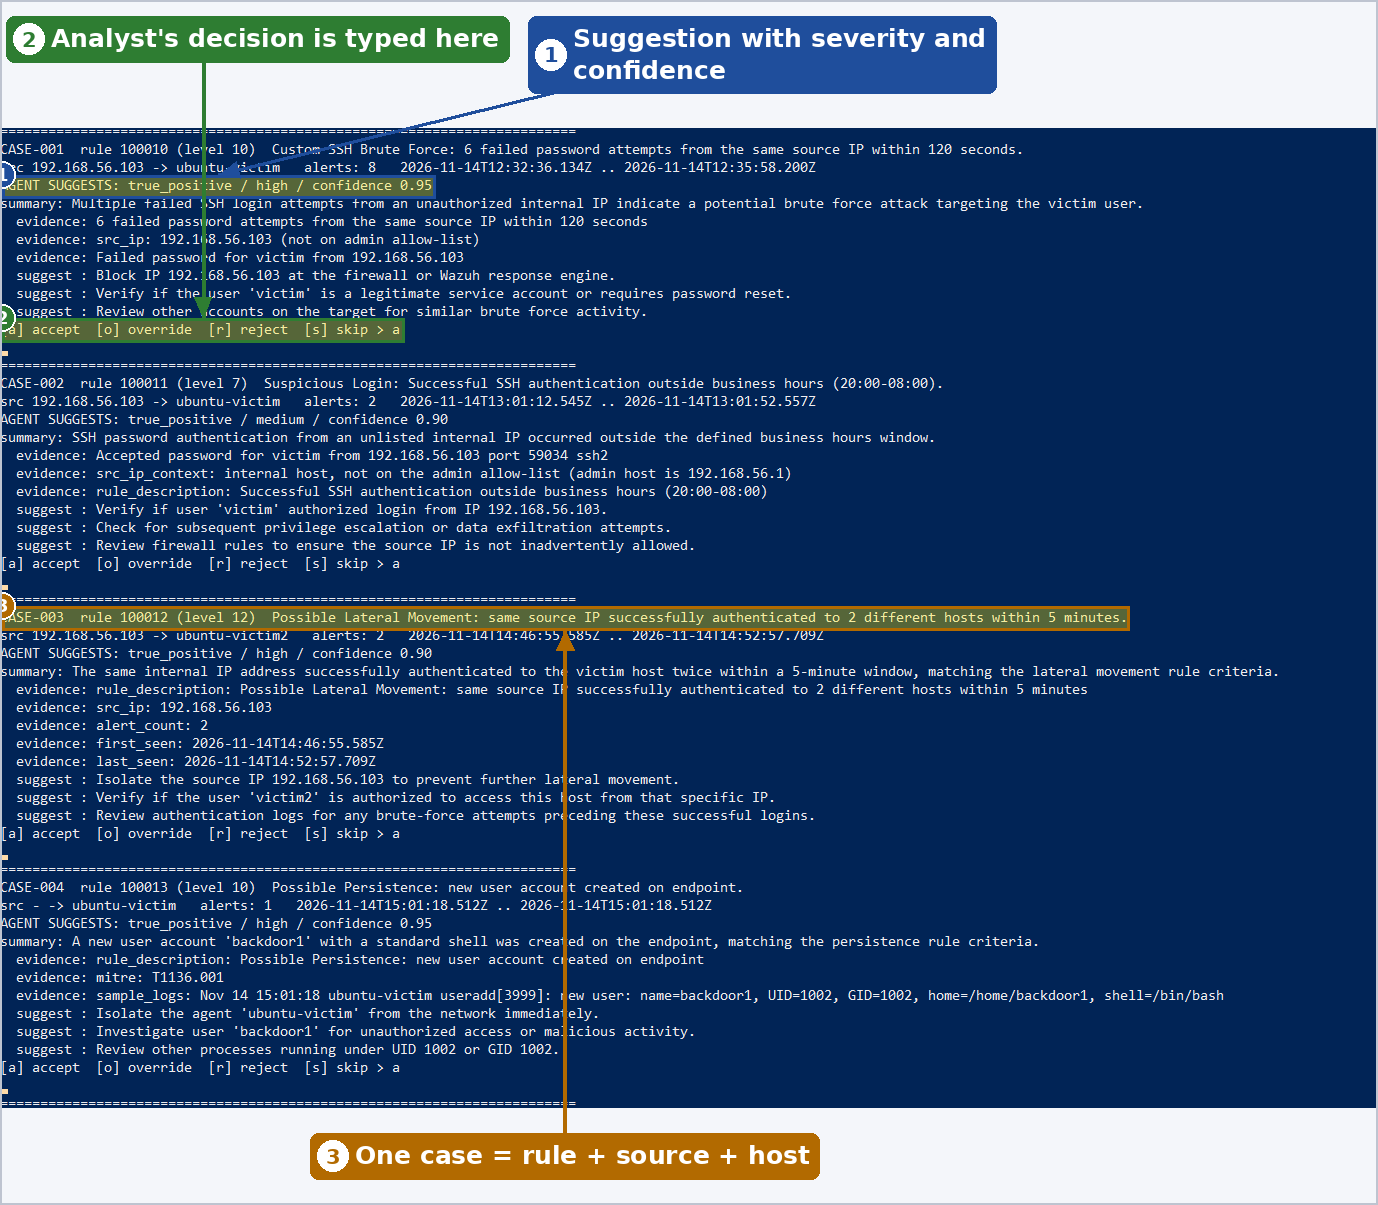 2 Analyst's decision is typed here
1 Suggestion with severity and
confidence
========================================================================
CASE-001  rule 100010 (level 10)  Custom SSH Brute Force: 6 failed password attempts from the same source IP within 120 seconds.
src 192.168.56.103 -> ubuntu-victim   alerts: 8   2026-11-14T12:32:36.134Z .. 2026-11-14T12:35:58.200Z
1
AGENT SUGGESTS: true_positive / high / confidence 0.95
summary: Multiple failed SSH login attempts from an unauthorized internal IP indicate a potential brute force attack targeting the victim user.
evidence: 6 failed password attempts from the same source IP within 120 seconds
evidence: src_ip: 192.168.56.103 (not on admin allow-list)
evidence: Failed password for victim from 192.168.56.103
suggest : Block IP 192.168.56.103 at the firewall or Wazuh response engine.
suggest : Verify if the user 'victim' is a legitimate service account or requires password reset.
suggest : Review other accounts on the target for similar brute force activity.
2
[a] accept  [o] override  [r] reject  [s] skip > a
========================================================================
CASE-002  rule 100011 (level 7)  Suspicious Login: Successful SSH authentication outside business hours (20:00-08:00).
src 192.168.56.103 -> ubuntu-victim   alerts: 2   2026-11-14T13:01:12.545Z .. 2026-11-14T13:01:52.557Z
AGENT SUGGESTS: true_positive / medium / confidence 0.90
summary: SSH password authentication from an unlisted internal IP occurred outside the defined business hours window.
evidence: Accepted password for victim from 192.168.56.103 port 59034 ssh2
evidence: src_ip_context: internal host, not on the admin allow-list (admin host is 192.168.56.1)
evidence: rule_description: Successful SSH authentication outside business hours (20:00-08:00)
suggest : Verify if user 'victim' authorized login from IP 192.168.56.103.
suggest : Check for subsequent privilege escalation or data exfiltration attempts.
suggest : Review firewall rules to ensure the source IP is not inadvertently allowed.
[a] accept  [o] override  [r] reject  [s] skip > a
========================================================================
3
CASE-003  rule 100012 (level 12)  Possible Lateral Movement: same source IP successfully authenticated to 2 different hosts within 5 minutes.
src 192.168.56.103 -> ubuntu-victim2   alerts: 2   2026-11-14T14:46:55.585Z .. 2026-11-14T14:52:57.709Z
AGENT SUGGESTS: true_positive / high / confidence 0.90
summary: The same internal IP address successfully authenticated to the victim host twice within a 5-minute window, matching the lateral movement rule criteria.
evidence: rule_description: Possible Lateral Movement: same source IP successfully authenticated to 2 different hosts within 5 minutes
evidence: src_ip: 192.168.56.103
evidence: alert_count: 2
evidence: first_seen: 2026-11-14T14:46:55.585Z
evidence: last_seen: 2026-11-14T14:52:57.709Z
suggest : Isolate the source IP 192.168.56.103 to prevent further lateral movement.
suggest : Verify if the user 'victim2' is authorized to access this host from that specific IP.
suggest : Review authentication logs for any brute-force attempts preceding these successful logins.
[a] accept  [o] override  [r] reject  [s] skip > a
========================================================================
CASE-004  rule 100013 (level 10)  Possible Persistence: new user account created on endpoint.
src - -> ubuntu-victim   alerts: 1   2026-11-14T15:01:18.512Z .. 2026-11-14T15:01:18.512Z
AGENT SUGGESTS: true_positive / high / confidence 0.95
summary: A new user account 'backdoor1' with a standard shell was created on the endpoint, matching the persistence rule criteria.
evidence: rule_description: Possible Persistence: new user account created on endpoint
evidence: mitre: T1136.001
evidence: sample_logs: Nov 14 15:01:18 ubuntu-victim useradd[3999]: new user: name=backdoor1, UID=1002, GID=1002, home=/home/backdoor1, shell=/bin/bash
suggest : Isolate the agent 'ubuntu-victim' from the network immediately.
suggest : Investigate user 'backdoor1' for unauthorized access or malicious activity.
suggest : Review other processes running under UID 1002 or GID 1002.
[a] accept  [o] override  [r] reject  [s] skip > a
========================================================================
3 One case = rule + source + host